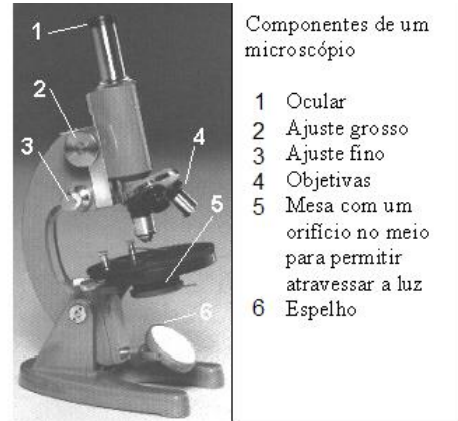 1
2
3
4
5
6
Componentes de um
microscópio
1 Ocular
2 Ajuste grosso
3 Ajuste fino
4 Objetivas
5 Mesa com um
orifício no meio
para permitir
atravessar a luz
6 Espelho